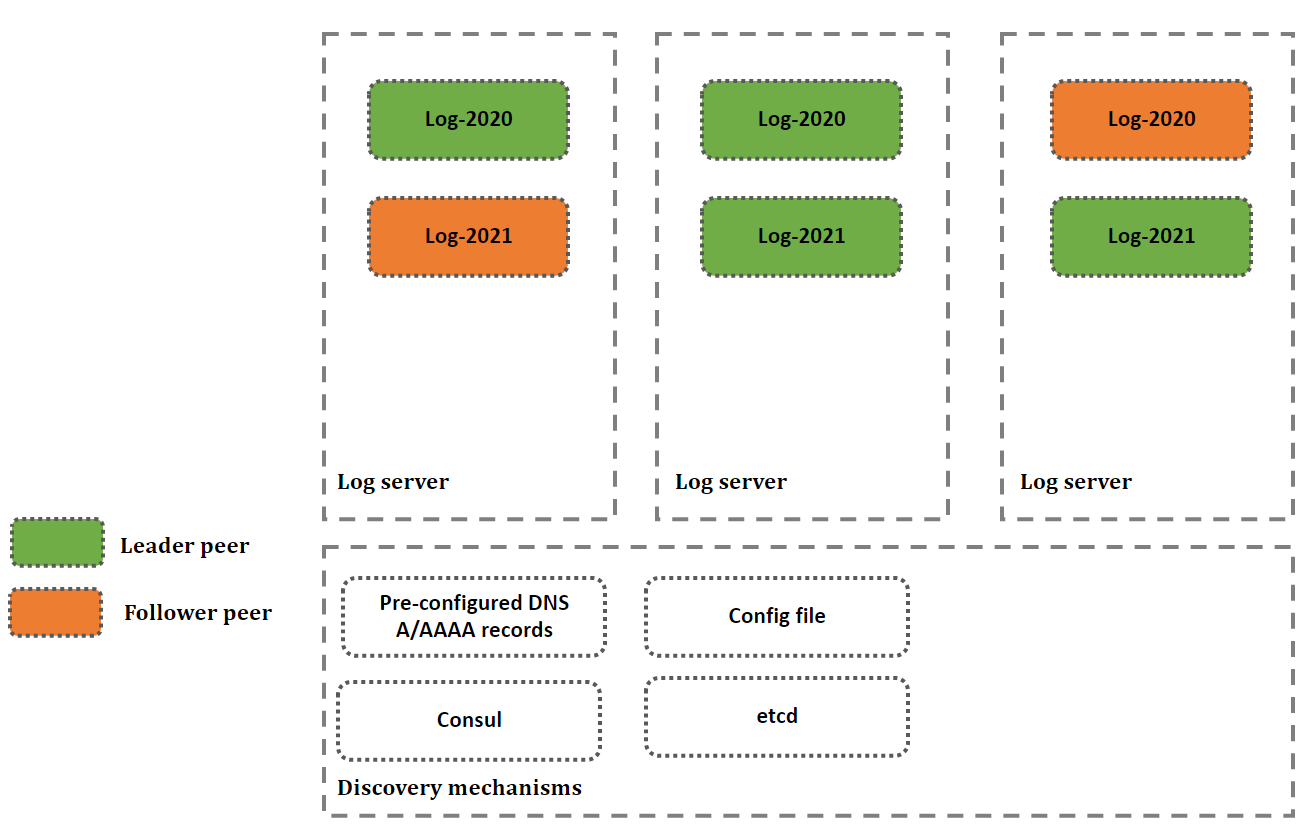 Log-2020
Log-2021
Log server
Log-2020
Log-2021
Log server
Log-2020
Log-2021
Log server
Leader peer
Follower peer
Pre-configured DNS
A/AAAA records
Config file
Consul
etcd
Discovery mechanisms